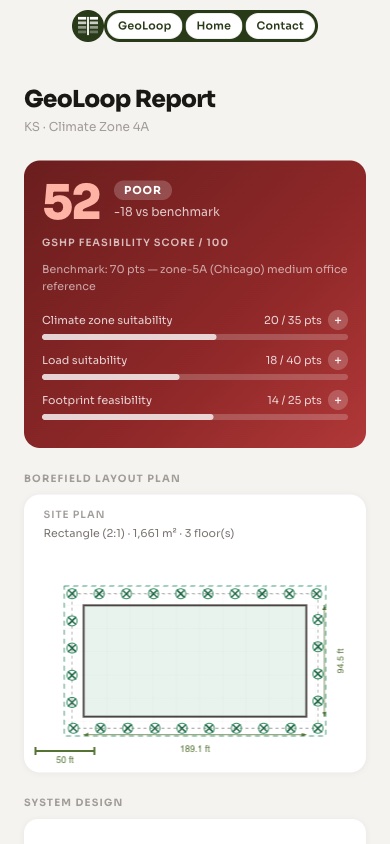 GeoLoop
Home
Contact
GeoLoop Report
KS · Climate Zone 4A
52
POOR
-18 vs benchmark
GSHP FEASIBILITY SCORE / 100
Benchmark: 70 pts — zone-5A (Chicago) medium office
reference
Climate zone suitability 20 / 35 pts +
Load suitability 18 / 40 pts +
Footprint feasibility 14 / 25 pts +
BOREFIELD LAYOUT PLAN
SITE PLAN
Rectangle (2:1) · 1,661 m² · 3 floor(s)
94.5 ft
189.1 ft
50 ft
SYSTEM DESIGN